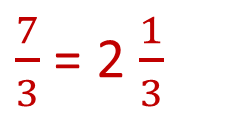 7/3 = 2 1/3